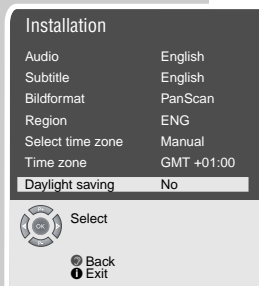 Installation
Audio English
Subtitle English
Bildformat PanScan
Region ENG
Select time zone Manual
Time zone GMT +01:00
Daylight saving No
P+
OK
P-
Select
Back
i Exit